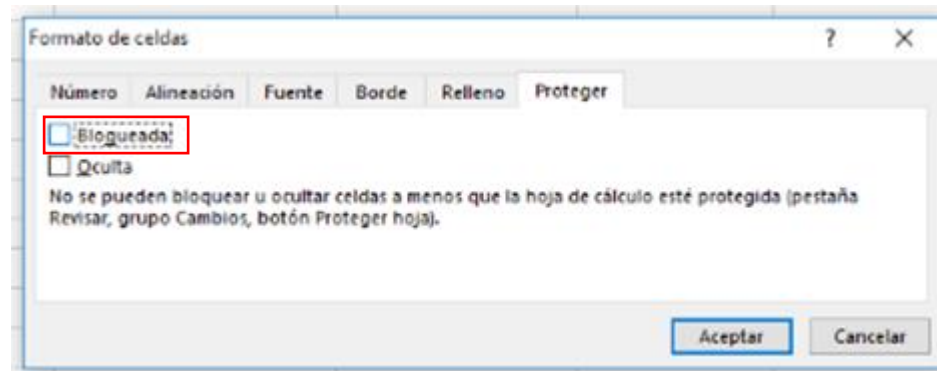 Formato de celdas ? ✕
Número Alineación Fuente Borde Relleno Proteger
Bloqueada
Oculta
No se pueden bloquear u ocultar celdas a menos que la hoja de cálculo esté protegida (pestaña
Revisar, grupo Cambios, botón Proteger hoja).
Aceptar Cancelar